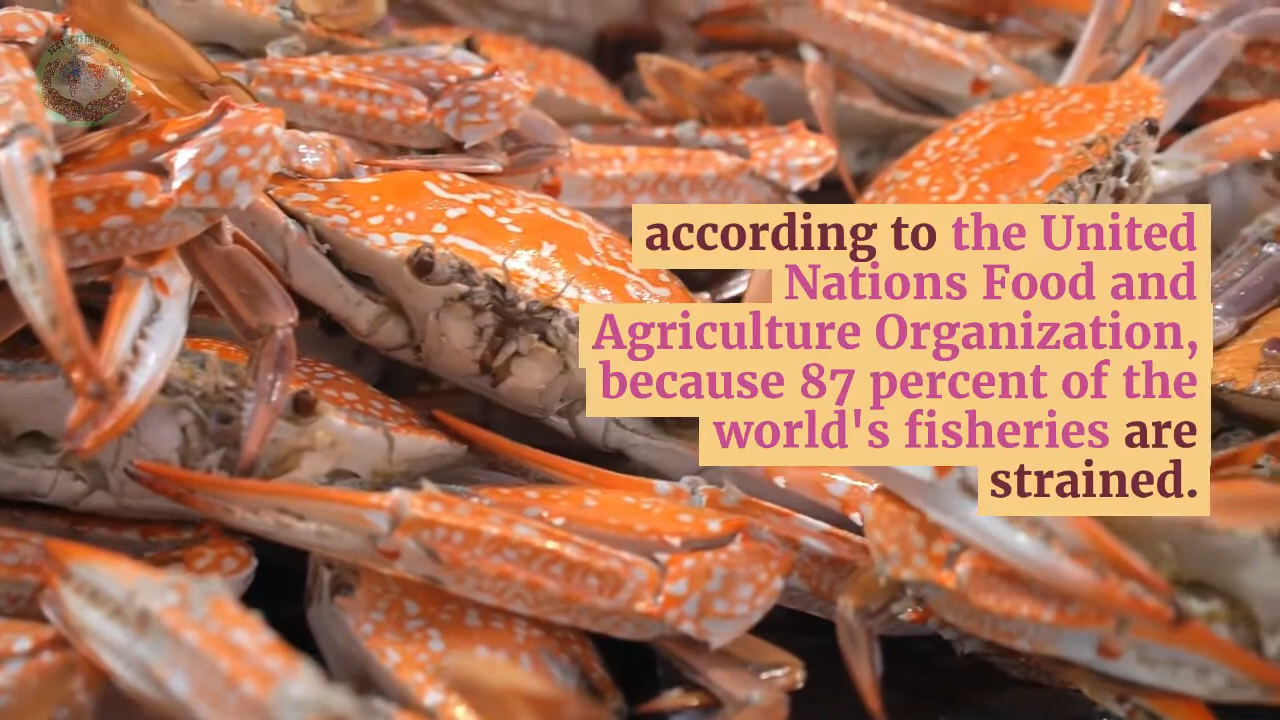 according to the United
Nations Food and
Agriculture Organization,
because 87 percent of the
world's fisheries are
strained.